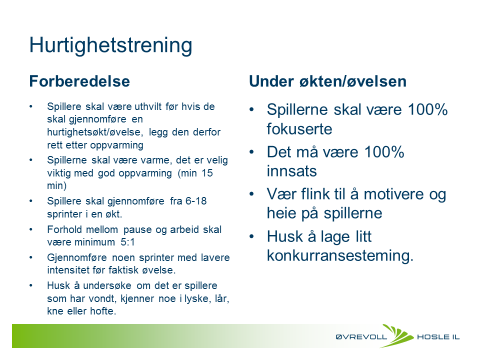 Hurtighetstrening
Forberedelse
• Spillere skal være uthvilt før hvis de
skal gjennomføre en
hurtighetsøkt/øvelse, legg den derfor
rett etter oppvarming
• Spillerne skal være varme, det er velig
viktig med god oppvarming (min 15
min)
• Spillere skal gjennomføre fra 6-18
sprinter i en økt.
• Forhold mellom pause og arbeid skal
være minimum 5:1
• Gjennomføre noen sprinter med lavere
intensitet før faktisk øvelse.
• Husk å undersøke om det er spillere
som har vondt, kjenner noe i lyske, lår,
kne eller hofte.
Under økten/øvelsen
• Spillerne skal være 100%
fokuserte
• Det må være 100%
innsats
• Vær flink til å motivere og
heie på spillerne
• Husk å lage litt
konkurransesteming.
ØVREVOLL HOSLE IL